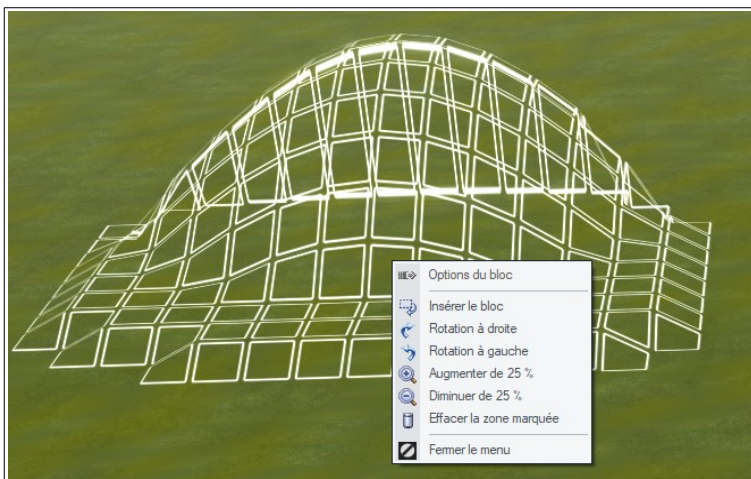 Options du bloc
Insérer le bloc
Rotation à droite
Rotation à gauche
Augmenter de 25 %
Diminuer de 25 %
Effacer la zone marquée
Fermer le menu